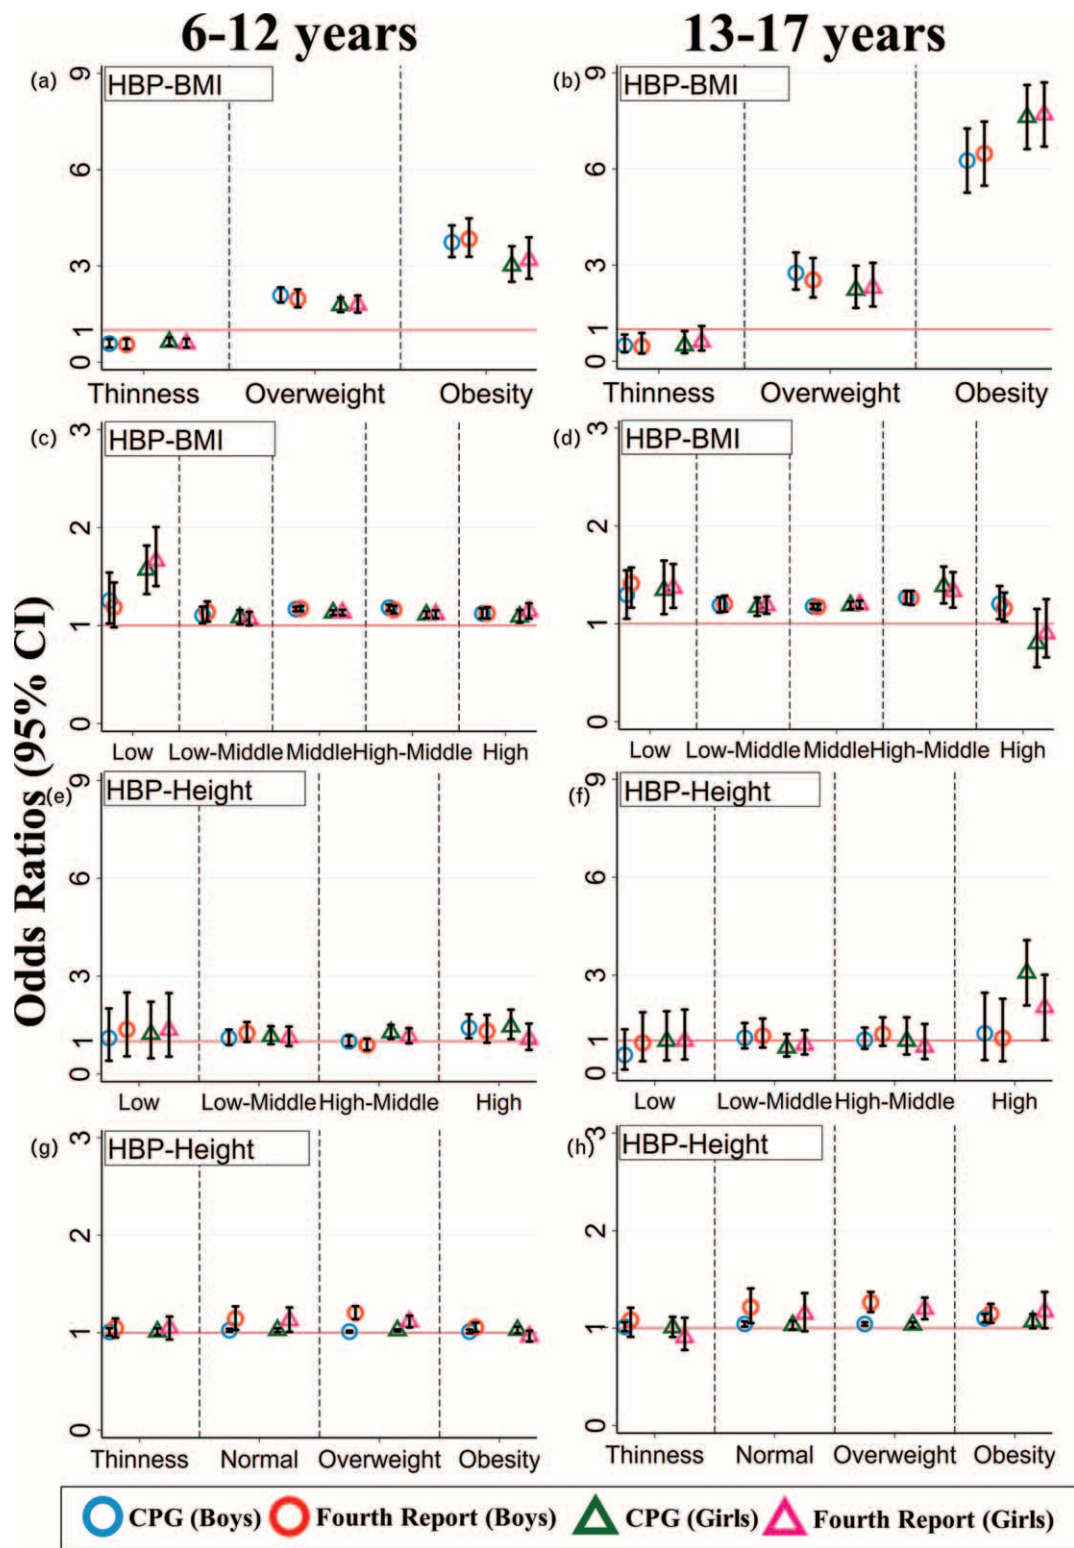 6-12 years
13-17 years
Odds Ratios (95% CI)
(a)
HBP-BMI
9
6
3
1
0
Thinness Overweight Obesity
(b)
HBP-BMI
9
6
3
1
0
Thinness Overweight Obesity
(c)
HBP-BMI
3
2
1
0
Low Low-Middle Middle High-Middle High
(d)
HBP-BMI
3
2
1
0
Low Low-Middle Middle High-Middle High
(e)
HBP-Height
9
6
3
1
0
Low Low-Middle High-Middle High
(f)
HBP-Height
9
6
3
1
0
Low Low-Middle High-Middle High
(g)
HBP-Height
3
2
1
0
Thinness Normal Overweight Obesity
(h)
HBP-Height
3
2
1
0
Thinness Normal Overweight Obesity
CPG (Boys) Fourth Report (Boys) CPG (Girls) Fourth Report (Girls)